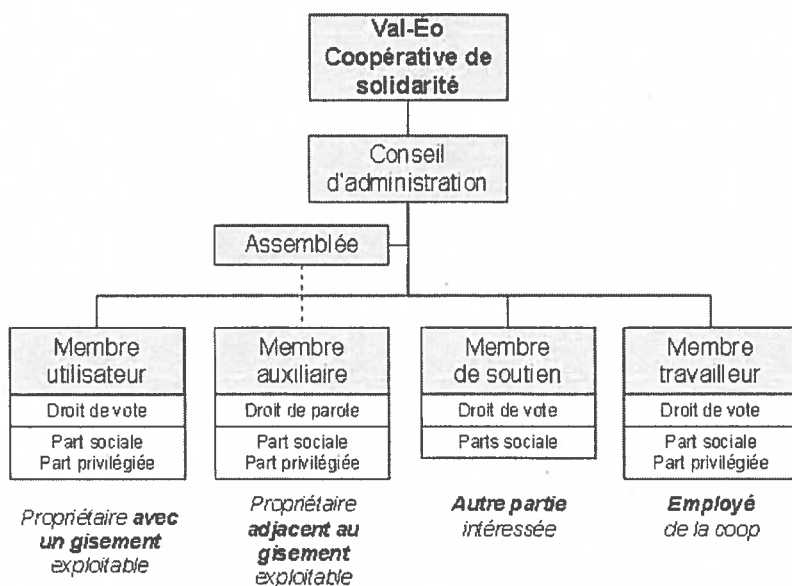 Val-Éo
Coopérative de
solidarité
Conseil
d'administration
Assemblée
Membre
utilisateur
Droit de vote
Part sociale
Part privilégiée
Propriétaire avec
un gisement
exploitable
Membre
auxiliaire
Droit de parole
Part sociale
Part privilégiée
Propriétaire
adjacent au
gisement
exploitable
Membre
de soutien
Droit de vote
Parts sociale
Autre partie
intéressée
Membre
travailleur
Droit de vote
Part sociale
Part privilégiée
Employé
de la coop